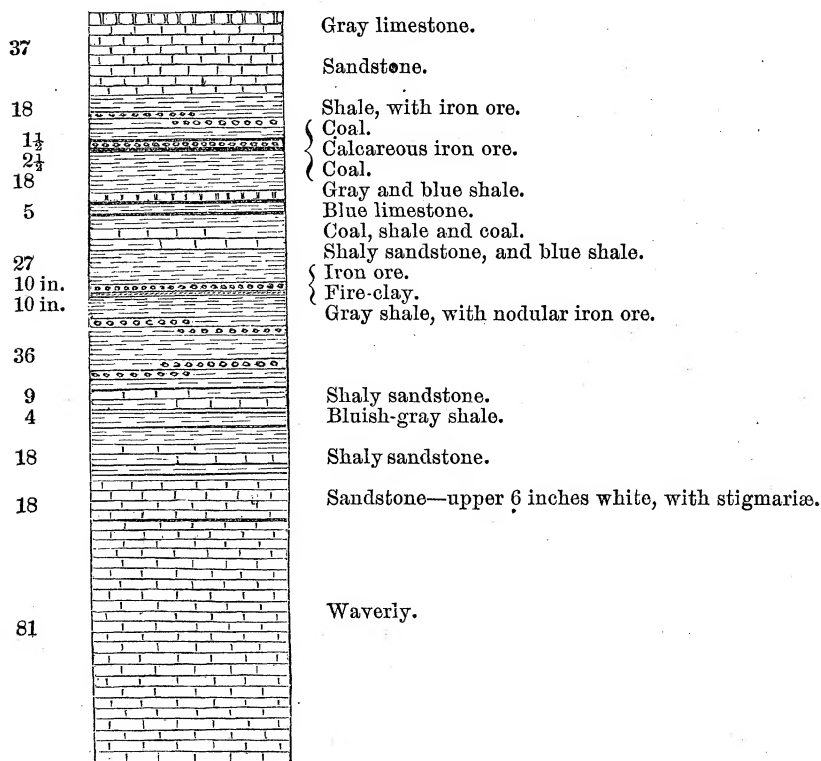 Gray limestone.
37
Sandstone.
18 Shale, with iron ore.
Coal.
1½ Calcareous iron ore.
2½ Coal.
18 Gray and blue shale.
5 Blue limestone.
Coal, shale and coal.
Shaly sandstone, and blue shale.
27 Iron ore.
10 in. Fire-clay.
10 in. Gray shale, with nodular iron ore.
36
9 Shaly sandstone.
4 Bluish-gray shale.
18 Shaly sandstone.
18 Sandstone—upper 6 inches white, with stigmariæ.
81 Waverly.